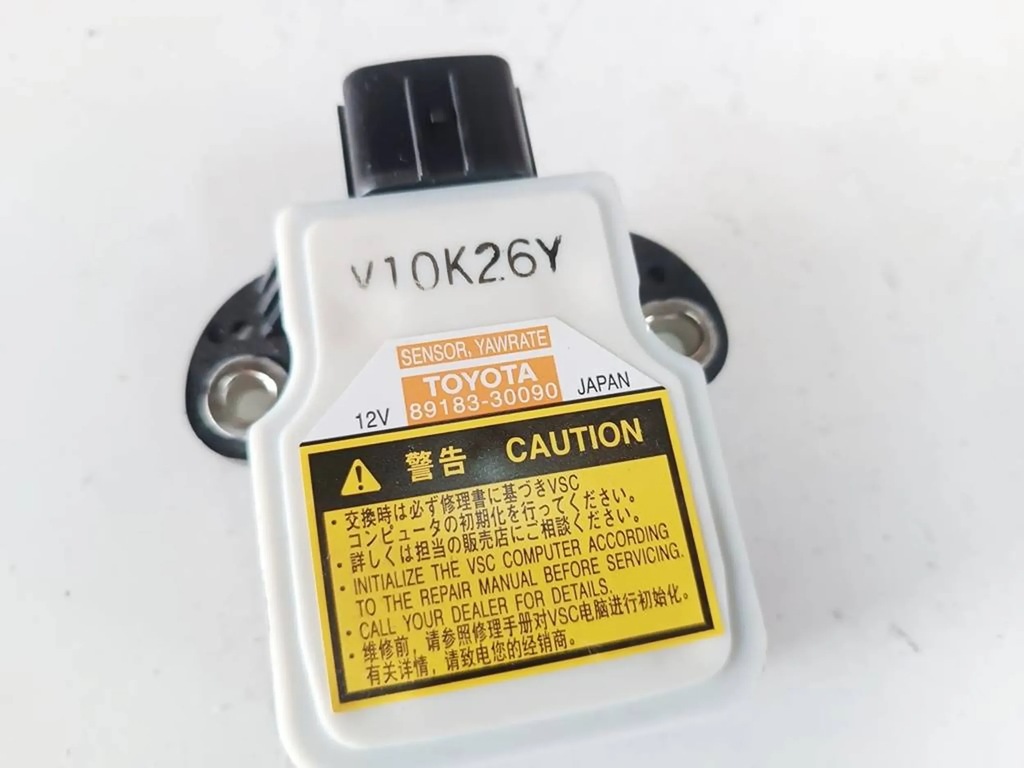 V10K26Y
SENSOR, YAWRATE
TOYOTA
12V 89183-30090 JAPAN
警告 CAUTION
・交換時は必ず修理書に基づきVSC
コンピュータの初期化を行ってください。
・詳しくは担当の販売店にご相談ください。
・INITIALIZE THE VSC COMPUTER ACCORDING
TO THE REPAIR MANUAL BEFORE SERVICING.
・CALL YOUR DEALER FOR DETAILS.
・维修前，请参照修理手册对VSC电脑进行初始化。
有关详情，请致电您的经销商。